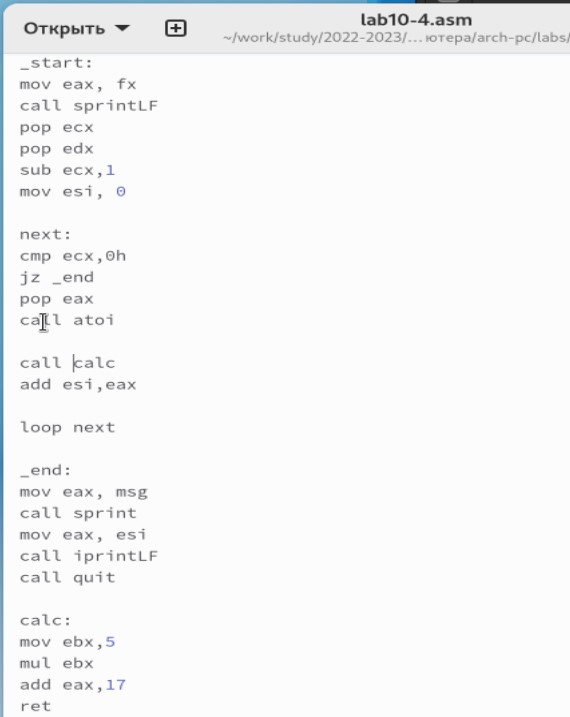 Открыть
lab10-4.asm
~/work/study/2022-2023/... ютера/arch-pc/labs/
_start:
mov eax, fx
call sprintLF
pop ecx
pop edx
sub ecx,1
mov esi, 0
next:
cmp ecx,0h
jz _end
pop eax
call atoi
call calc
add esi,eax
loop next
_end:
mov eax, msg
call sprint
mov eax, esi
call iprintLF
call quit
calc:
mov ebx,5
mul ebx
add eax,17
ret